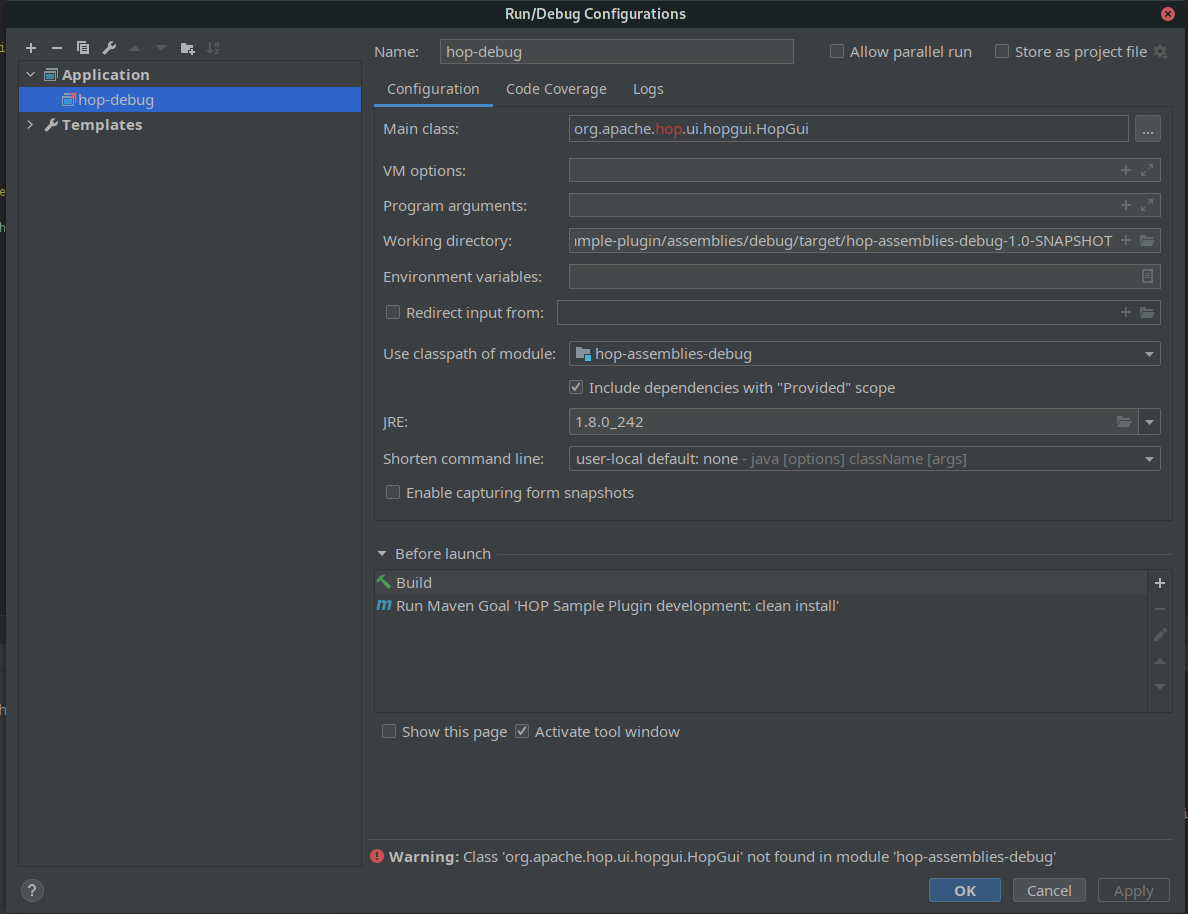 Run/Debug Configurations
Name: hop-debug
Allow parallel run
Store as project file
Application
hop-debug
Templates
Configuration Code Coverage Logs
Main class: org.apache.hop.ui.hopgui.HopGui ...
VM options:
Program arguments:
Working directory: mple-plugin/assemblies/debug/target/hop-assemblies-debug-1.0-SNAPSHOT
Environment variables:
Redirect input from:
Use classpath of module: hop-assemblies-debug
Include dependencies with "Provided" scope
JRE: 1.8.0_242
Shorten command line: user-local default: none - java [options] className [args]
Enable capturing form snapshots
Before launch
Build
Run Maven Goal 'HOP Sample Plugin development: clean install'
Show this page Activate tool window
Warning: Class 'org.apache.hop.ui.hopgui.HopGui' not found in module 'hop-assemblies-debug'
? OK Cancel Apply